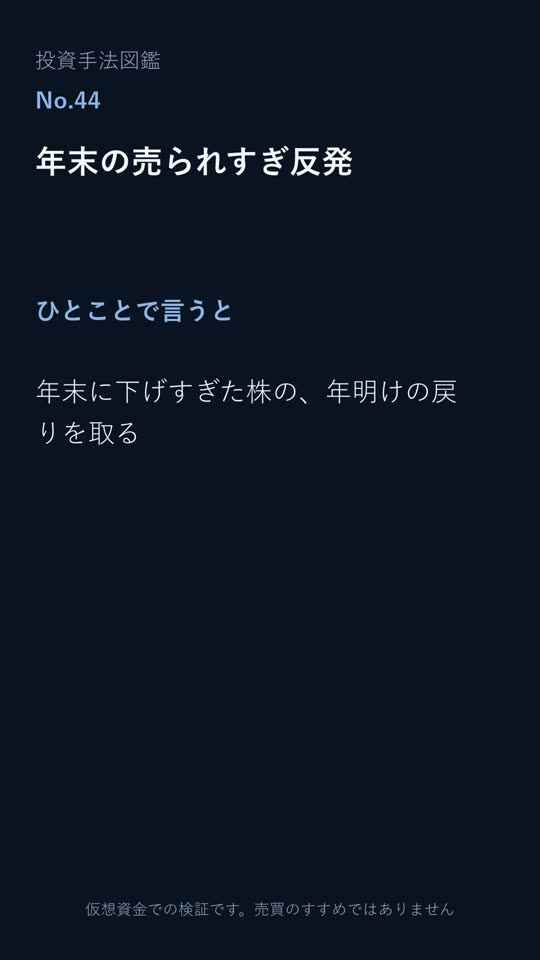 投資手法図鑑
No.44
年末の売られすぎ反発
ひとことで言うと
年末に下げすぎた株の、年明けの戻
りを取る
仮想資金での検証です。売買のすすめではありません